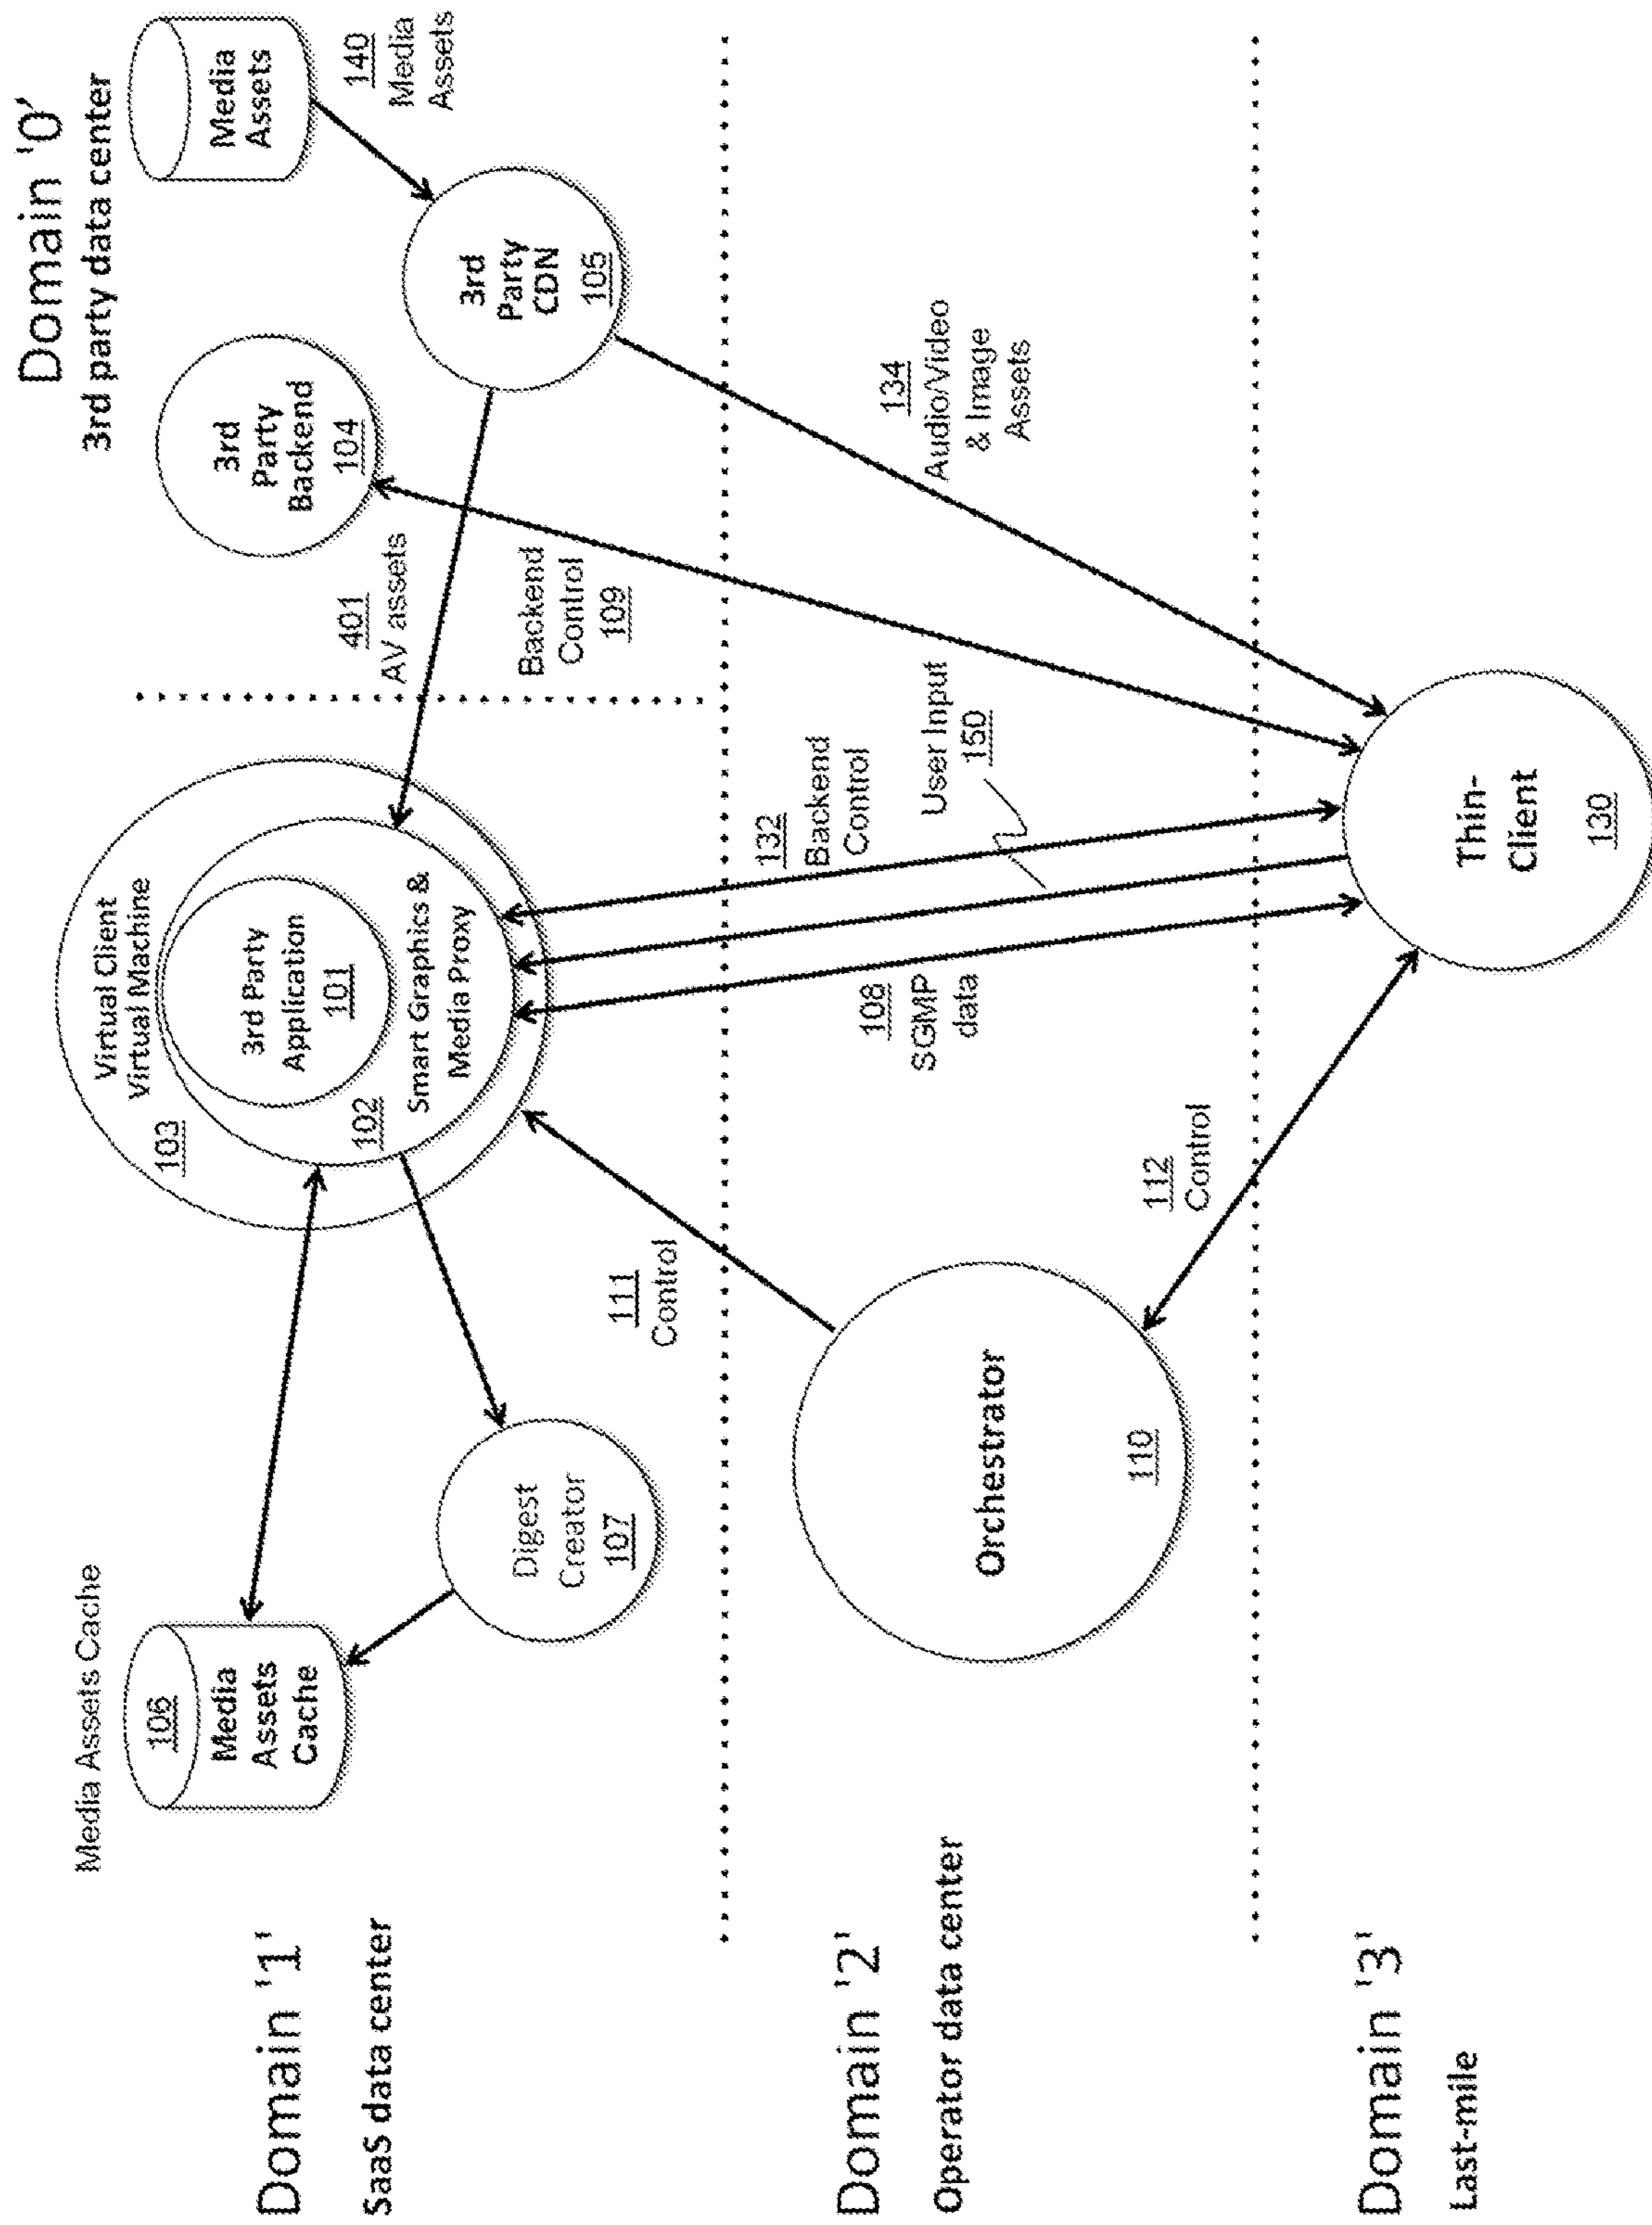 Domain '0'
3rd party data center
Media
Assets
140
Media
Assets
3rd
Party
Backend
104
3rd
Party
CDN
105
401
AV assets
Backend
Control
109
Media Assets Cache
106
Media
Assets
Cache
Virtual Client
Virtual Machine
103
3rd Party
Application
101
102
Smart Graphics &
Media Proxy
Digest
Creator
107
Domain '1'
SaaS data center
111
Control
132
Backend
Control
User Input
150
134
Audio/Video
& Image
Assets
108
SGMP
data
Orchestrator
110
Domain '2'
Operator data center
112
Control
Thin-
Client
130
Domain '3'
Last-mile